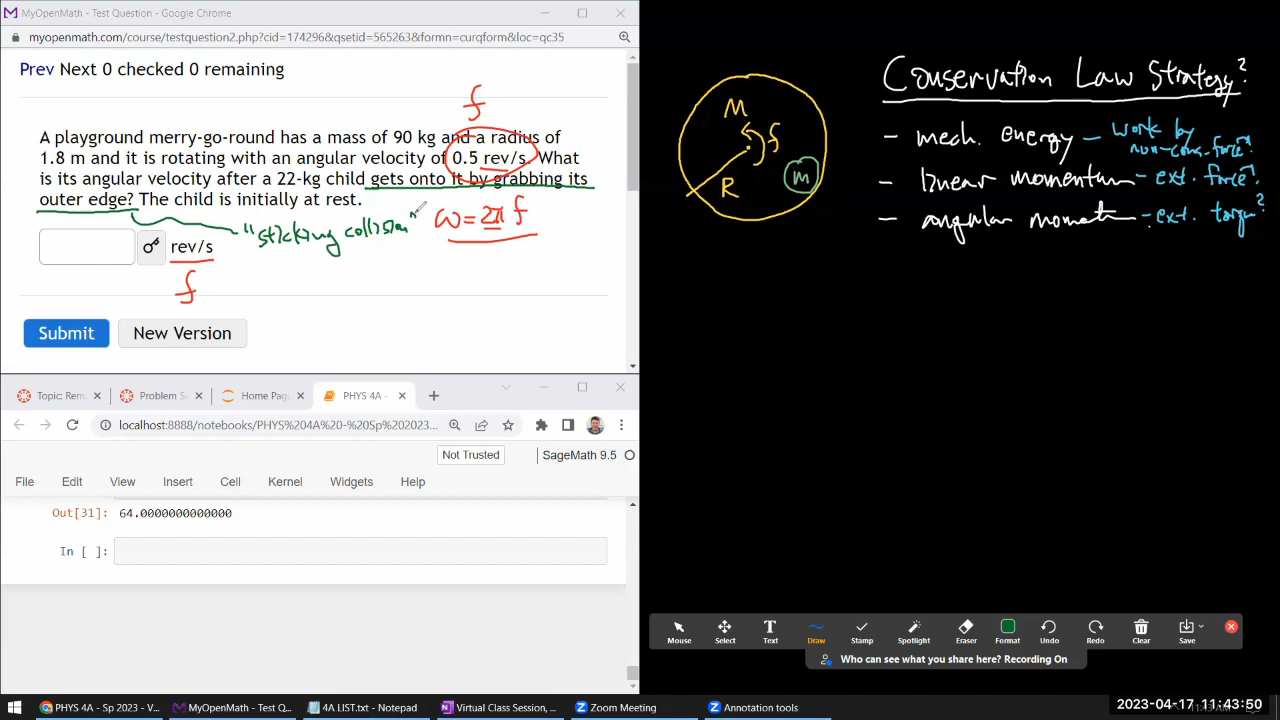 MyOpenMath - Test Question - Google Chrome
myopenmath.com/course/testquestion2.php?cid=174296&qsetid=565263&formn=curqform&loc=qc35
Prev Next 0 checked 0 remaining
f
A playground merry-go-round has a mass of 90 kg and a radius of
1.8 m and it is rotating with an angular velocity of 0.5 rev/s. What
is its angular velocity after a 22-kg child gets onto it by grabbing its
outer edge? The child is initially at rest.
"sticking collision"
ω = 2π f
rev/s
f
Submit
New Version
Topic: Rem
Problem S
Home Page
PHYS 4A -
localhost:8888/notebooks/PHYS%204A%20-%20Sp%202023...
Not Trusted
SageMath 9.5
File Edit View Insert Cell Kernel Widgets Help
Out[31]: 64.0000000000000
In [ ]:
M
f
R
m
Conservation Law Strategy?
- mech. energy - work by
non-cons. force?
- linear momentum - ext. force?
- angular moment - ext. torque?
Mouse Select Text Draw Stamp Spotlight Eraser Format Undo Redo Clear Save
Who can see what you share here? Recording On
PHYS 4A - Sp 2023 - V...
MyOpenMath - Test Q...
4A LIST.txt - Notepad
Virtual Class Session, ...
Zoom Meeting
Annotation tools
2023-04-17 11:43:50